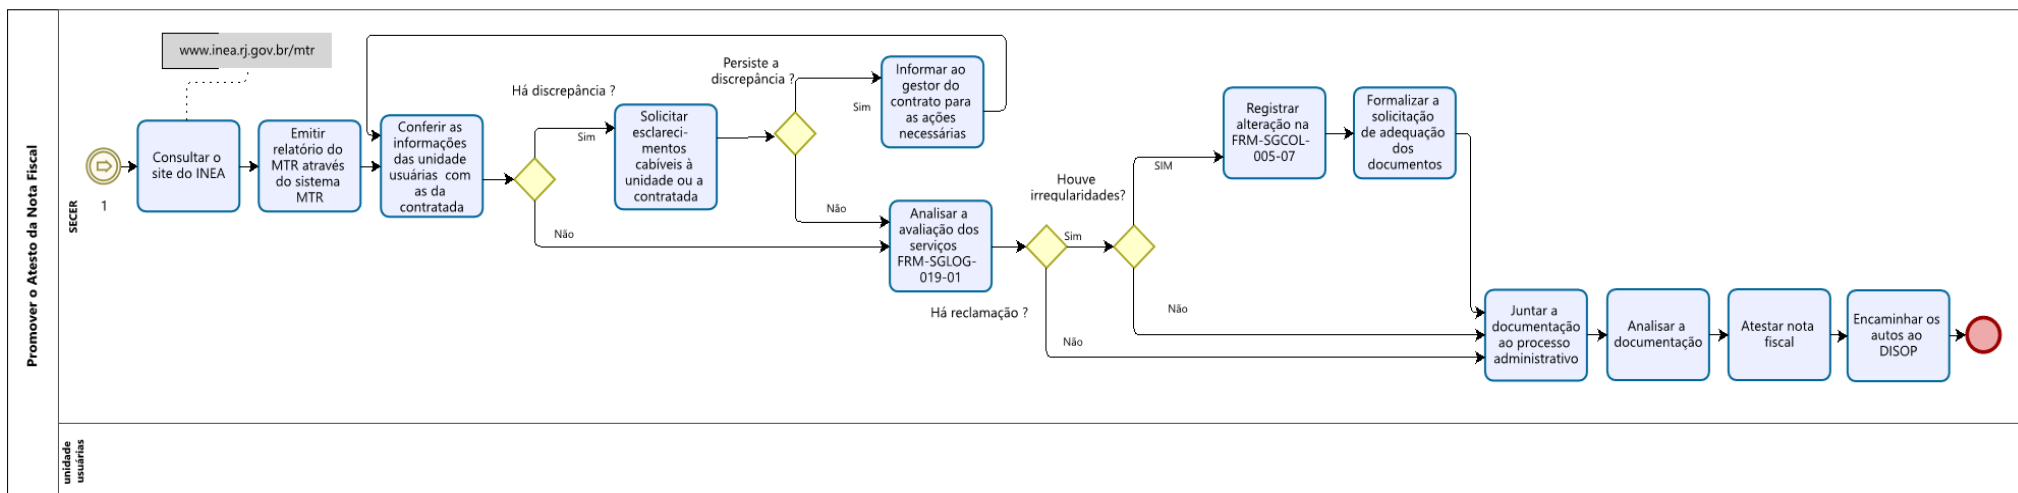 Promover o Atesto da Nota Fiscal
SECER
www.inea.rj.gov.br/mtr
1
Consultar o
site do INEA
Emitir
relatório do
MTR através
do sistema
MTR
Conferir as
informações
das unidade
usuárias com
as da
contratada
Há discrepância ?
Sim
Não
Solicitar
esclareci-
mentos
cabíveis à
unidade ou a
contratada
Persiste a
discrepância ?
Sim
Não
Informar ao
gestor do
contrato para
as ações
necessárias
Analisar a
avaliação dos
serviços
FRM-SGLOG-
019-01
Há reclamação ?
Sim
Não
Houve
irregularidades?
SIM
Não
Registrar
alteração na
FRM-SGCOL-
005-07
Formalizar a
solicitação
de adequação
dos
documentos
Juntar a
documentação
ao processo
administrativo
Analisar a
documentação
Atestar nota
fiscal
Encaminhar os
autos ao
DISOP
unidade
usuárias